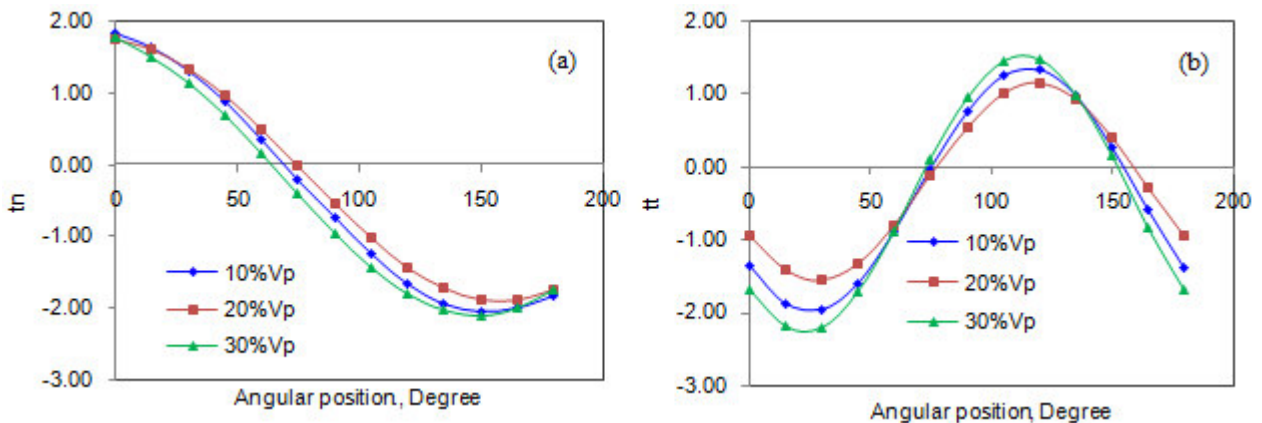 2.00
(a)
1.00
0.00
0
50
100
150
200
tn
-1.00
10%Vp
20%Vp
-2.00
30%Vp
-3.00
Angular position., Degree
2.00
(b)
1.00
0.00
0
50
100
150
200
tt
-1.00
10%Vp
20%Vp
-2.00
30%Vp
-3.00
Angular position, Degree